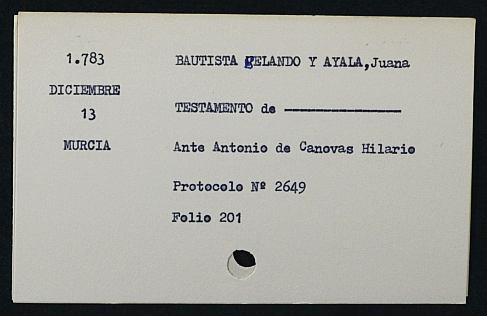 1.783
DICIEMBRE
13
MURCIA
BAUTISTA gELANDO Y AYALA,Juana
TESTAMENTO de ----------------
Ante Antonio de Canovas Hilario
Protocolo Nº 2649
Folio 201